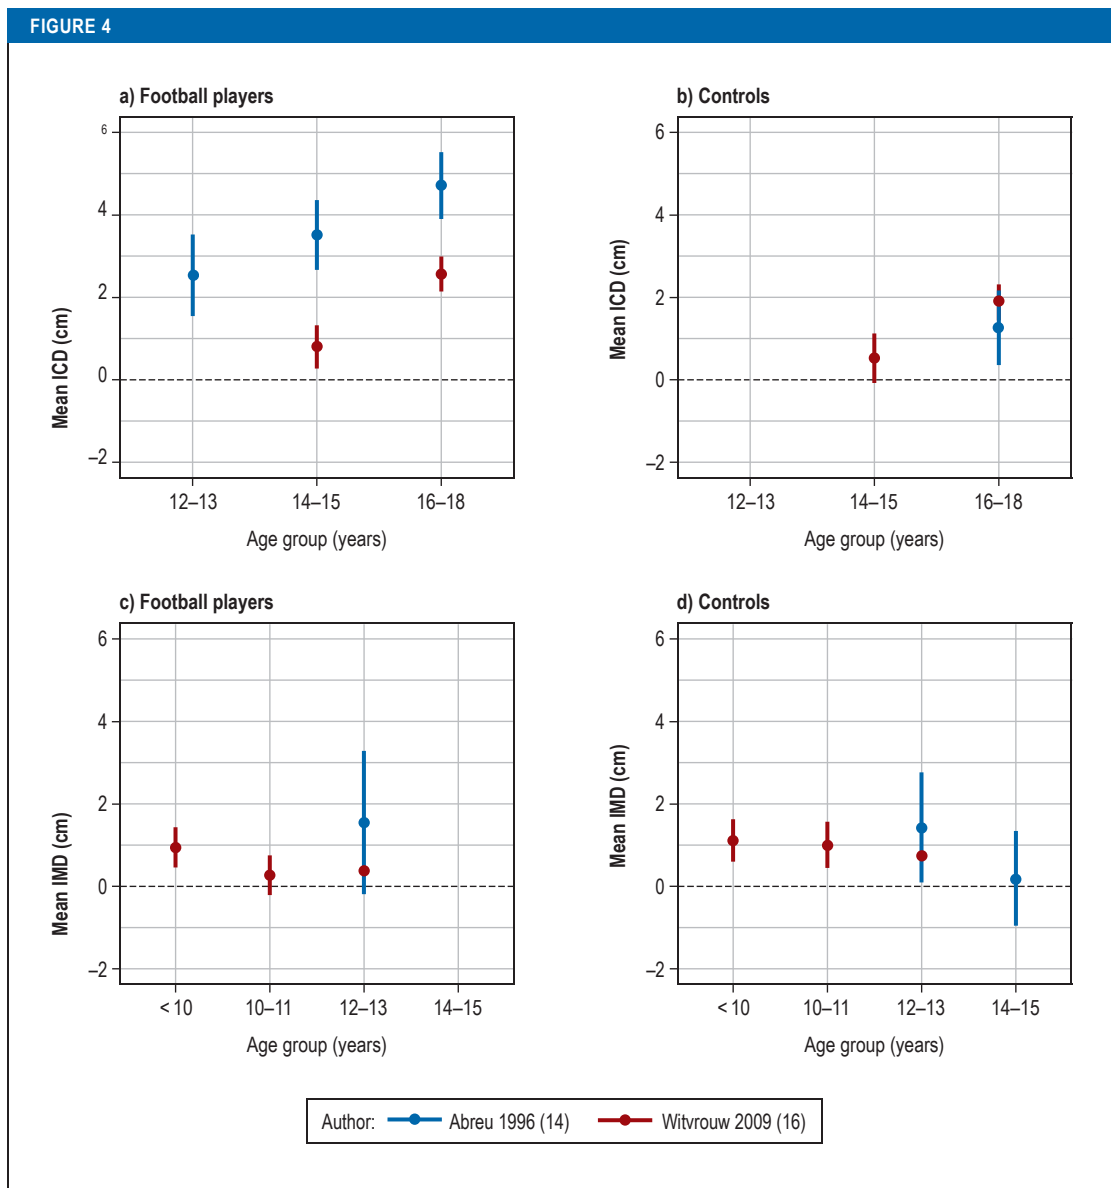 FIGURE 4
a) Football players
6
4
2
0
–2
Mean ICD (cm)
12–13 14–15 16–18
Age group (years)
b) Controls
6
4
2
0
–2
Mean ICD (cm)
12–13 14–15 16–18
Age group (years)
c) Football players
6
4
2
0
–2
Mean IMD (cm)
< 10 10–11 12–13 14–15
Age group (years)
d) Controls
6
4
2
0
–2
Mean IMD (cm)
< 10 10–11 12–13 14–15
Age group (years)
Author: Abreu 1996 (14) Witvrouw 2009 (16)